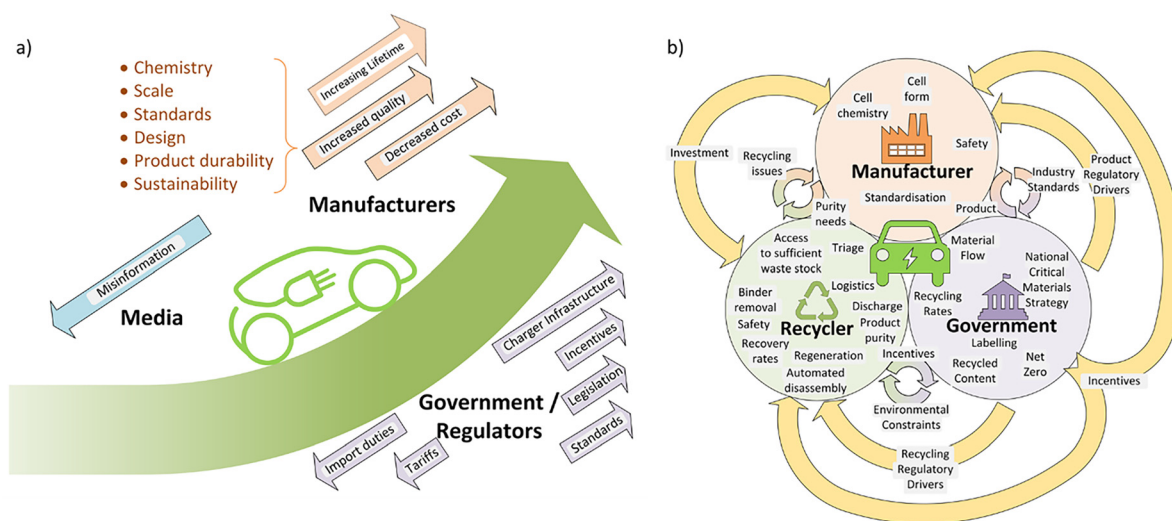 a)
• Chemistry
• Scale
• Standards
• Design
• Product durability
• Sustainability
Increasing Lifetime
Increased quality
Decreased cost
Manufacturers
Misinformation
Media
Charger Infrastructure
Incentives
Legislation
Standards
Government /
Regulators
Import duties
Tariffs
b)
Cell
form
Cell
chemistry
Safety
Manufacturer
Standardisation
Investment
Recycling
issues
Purity
needs
Product
Industry
Standards
Product
Regulatory
Drivers
Access
to sufficient
waste stock
Triage
Material
Flow
National
Critical
Materials
Strategy
Logistics
Binder
removal
Discharge
Recycling
Rates
Safety
Recycler
Product
purity
Government
Labelling
Recovery
rates
Regeneration
Automated
disassembly
Incentives
Recycled
Content
Net
Zero
Incentives
Environmental
Constraints
Recycling
Regulatory
Drivers